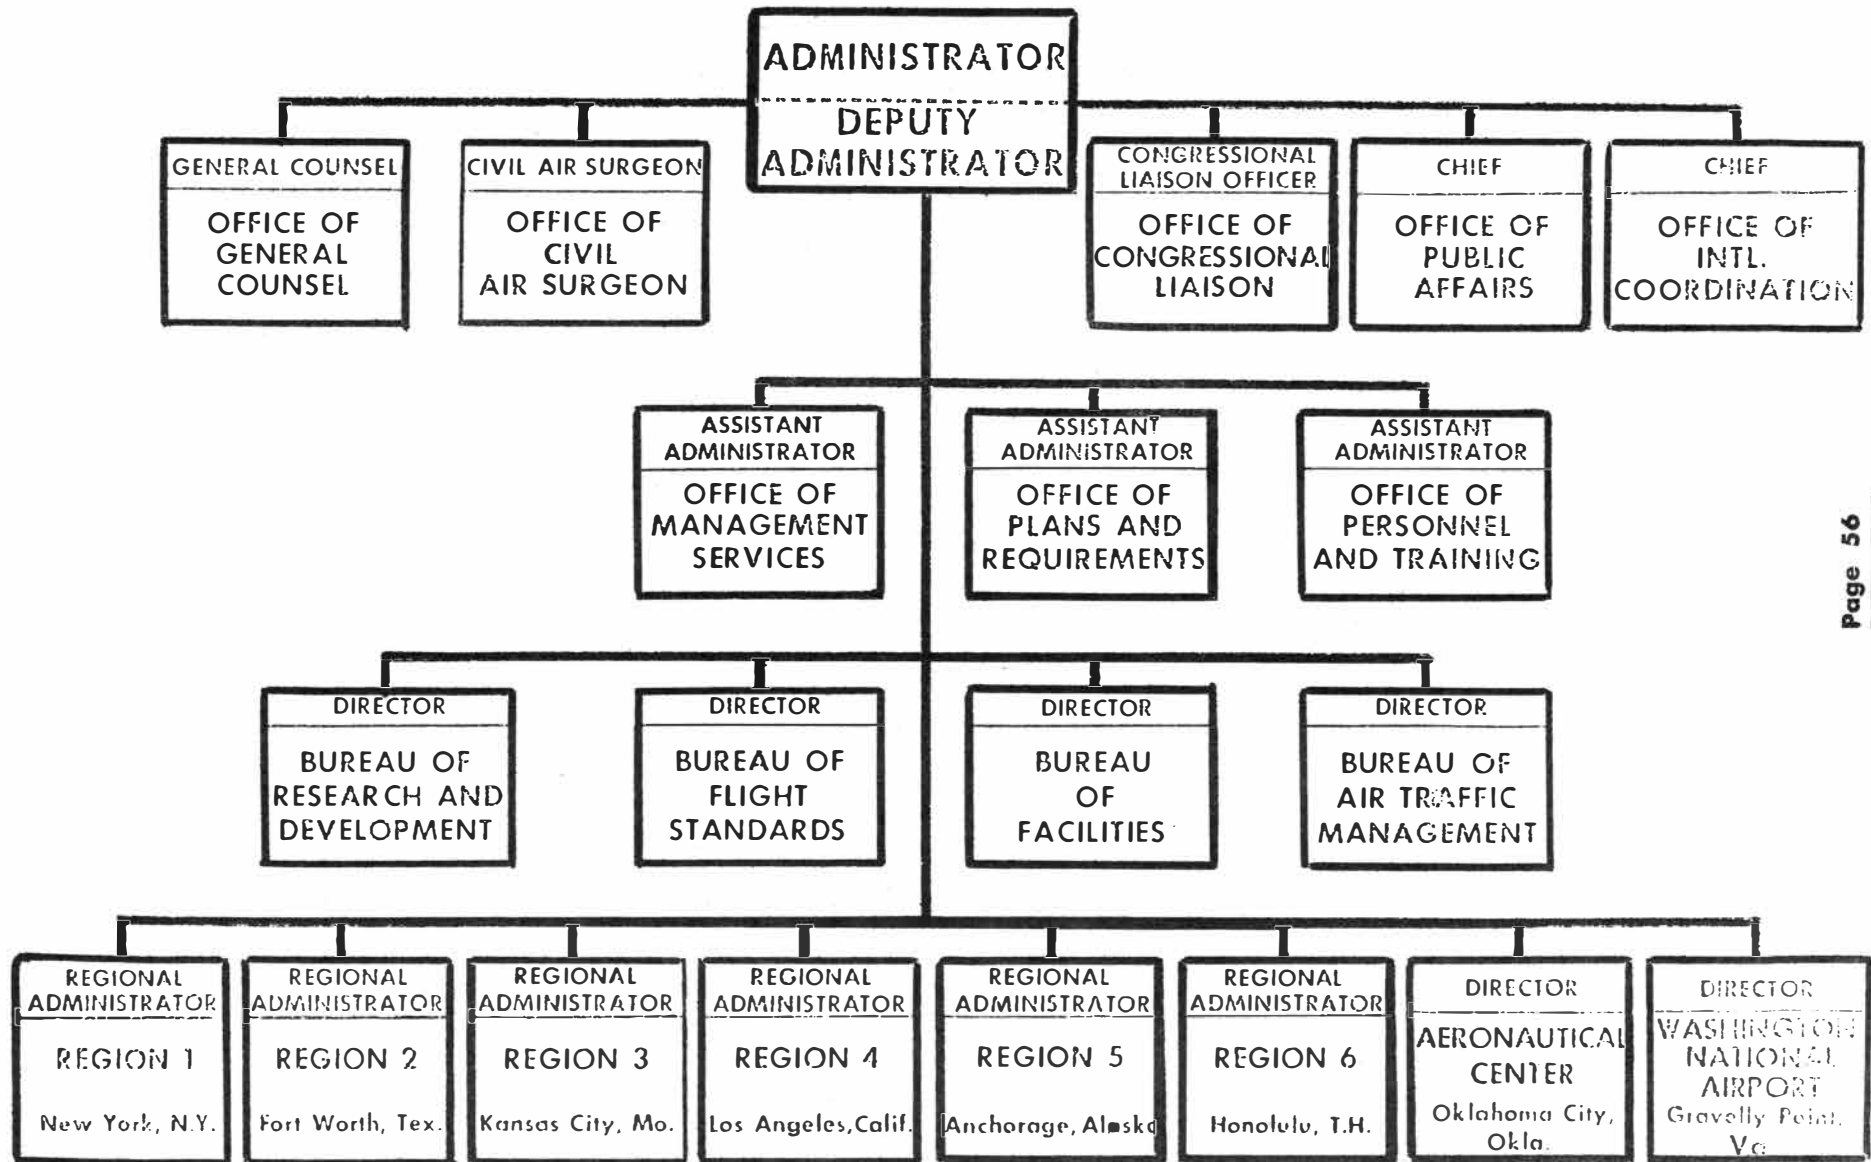 ADMINISTRATOR
DEPUTY
ADMINISTRATOR
GENERAL COUNSEL
OFFICE OF
GENERAL
COUNSEL
CIVIL AIR SURGEON
OFFICE OF
CIVIL
AIR SURGEON
CONGRESSIONAL
LIAISON OFFICER
OFFICE OF
CONGRESSIONAL
LIAISON
CHIEF
OFFICE OF
PUBLIC
AFFAIRS
CHIEF
OFFICE OF
INTL.
COORDINATION
ASSISTANT
ADMINISTRATOR
OFFICE OF
MANAGEMENT
SERVICES
ASSISTANT
ADMINISTRATOR
OFFICE OF
PLANS AND
REQUIREMENTS
ASSISTANT
ADMINISTRATOR
OFFICE OF
PERSONNEL
AND TRAINING
Page 56
DIRECTOR
BUREAU OF
RESEARCH AND
DEVELOPMENT
DIRECTOR
BUREAU OF
FLIGHT
STANDARDS
DIRECTOR
BUREAU
OF
FACILITIES
DIRECTOR
BUREAU OF
AIR TRAFFIC
MANAGEMENT
REGIONAL
ADMINISTRATOR
REGION 1
New York, N.Y.
REGIONAL
ADMINISTRATOR
REGION 2
Fort Worth, Tex.
REGIONAL
ADMINISTRATOR
REGION 3
Kansas City, Mo.
REGIONAL
ADMINISTRATOR
REGION 4
Los Angeles, Calif.
REGIONAL
ADMINISTRATOR
REGION 5
Anchorage, Alaska
REGIONAL
ADMINISTRATOR
REGION 6
Honolulu, T.H.
DIRECTOR
AERONAUTICAL
CENTER
Oklahoma City,
Okla.
DIRECTOR
WASHINGTON
NATIONAL
AIRPORT
Gravelly Point,
Va.